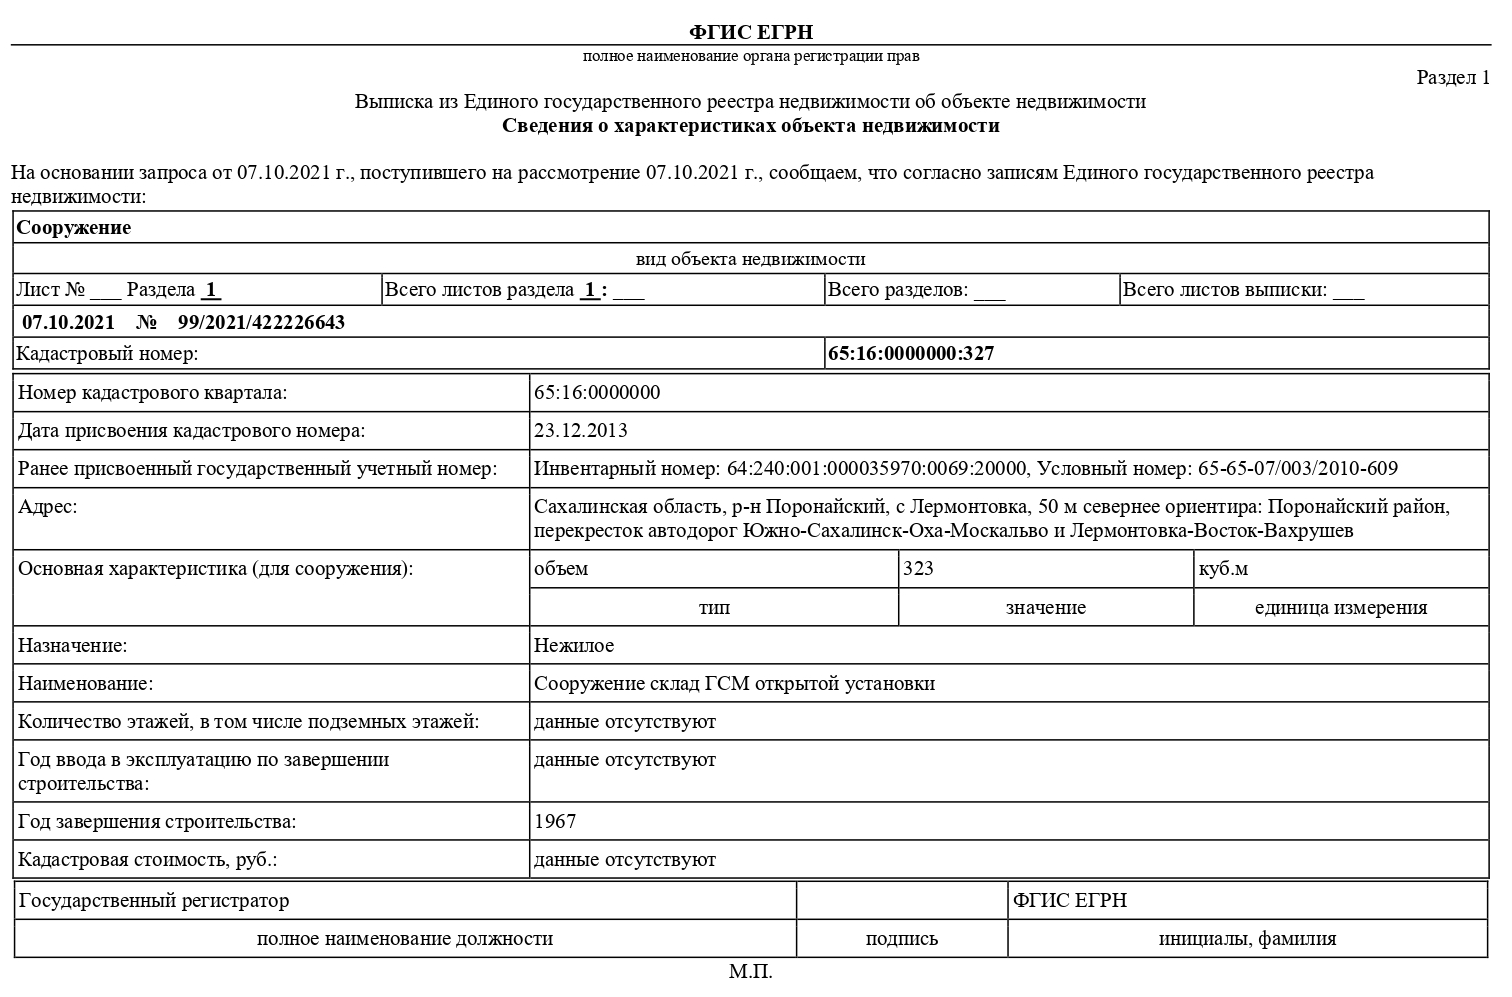 ФГИС ЕГРН
полное наименование органа регистрации прав
Раздел 1
Выписка из Единого государственного реестра недвижимости об объекте недвижимости
Сведения о характеристиках объекта недвижимости
На основании запроса от 07.10.2021 г., поступившего на рассмотрение 07.10.2021 г., сообщаем, что согласно записям Единого государственного реестра
недвижимости:
Сооружение
вид объекта недвижимости
Лист № ___ Раздела 1 Всего листов раздела 1 : ___ Всего разделов: ___ Всего листов выписки: ___
07.10.2021 № 99/2021/422226643
Кадастровый номер: 65:16:0000000:327
Номер кадастрового квартала: 65:16:0000000
Дата присвоения кадастрового номера: 23.12.2013
Ранее присвоенный государственный учетный номер: Инвентарный номер: 64:240:001:000035970:0069:20000, Условный номер: 65-65-07/003/2010-609
Адрес: Сахалинская область, р-н Поронайский, с Лермонтовка, 50 м севернее ориентира: Поронайский район,
перекресток автодорог Южно-Сахалинск-Оха-Москальво и Лермонтовка-Восток-Вахрушев
Основная характеристика (для сооружения): объем 323 куб.м
тип значение единица измерения
Назначение: Нежилое
Наименование: Сооружение склад ГСМ открытой установки
Количество этажей, в том числе подземных этажей: данные отсутствуют
Год ввода в эксплуатацию по завершении данные отсутствуют
строительства:
Год завершения строительства: 1967
Кадастровая стоимость, руб.: данные отсутствуют
Государственный регистратор ФГИС ЕГРН
полное наименование должности подпись инициалы, фамилия
М.П.